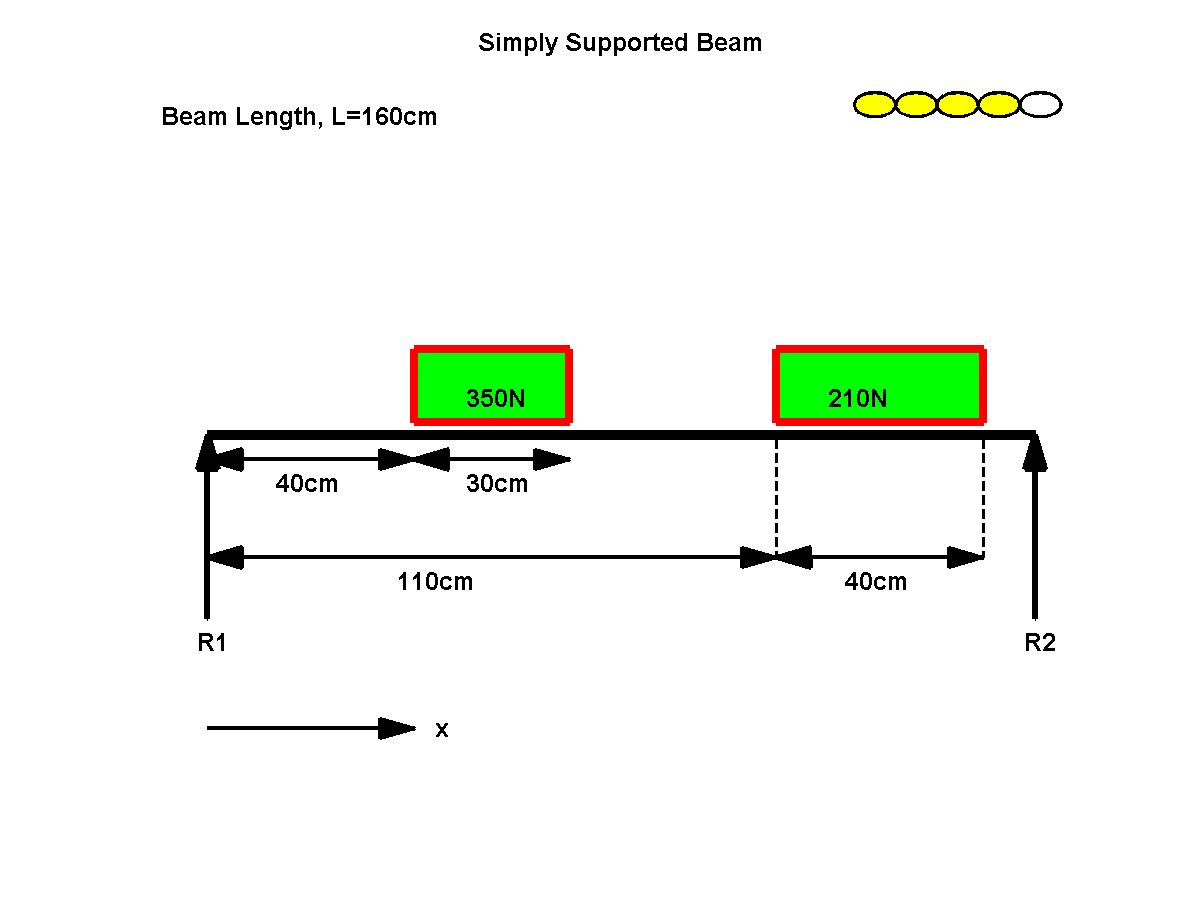 Simply Supported Beam
Beam Length, L=160cm
350N
210N
40cm
30cm
110cm
40cm
R1
R2
x